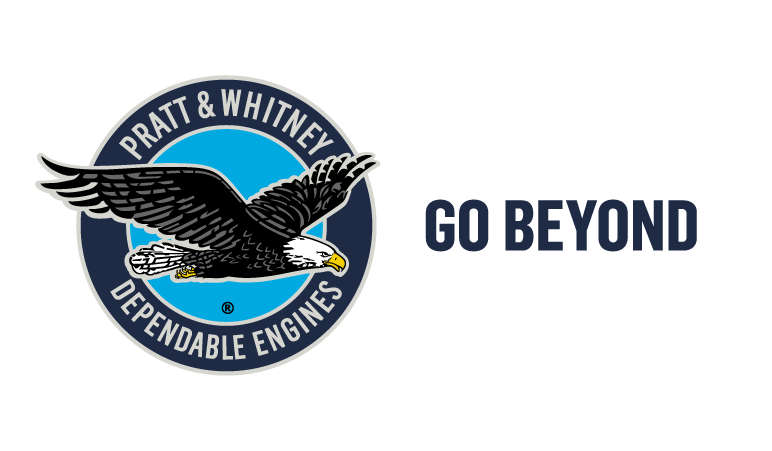 PRATT & WHITNEY
®
DEPENDABLE ENGINES
GO BEYOND